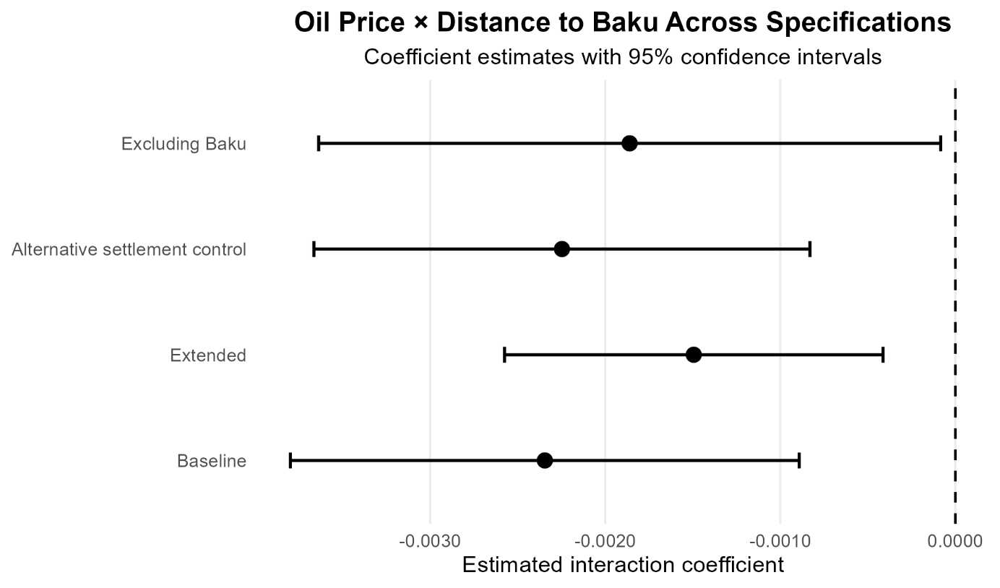 Oil Price × Distance to Baku Across Specifications
Coefficient estimates with 95% confidence intervals
Excluding Baku
Alternative settlement control
Extended
Baseline
-0.0030 -0.0020 -0.0010 0.0000
Estimated interaction coefficient